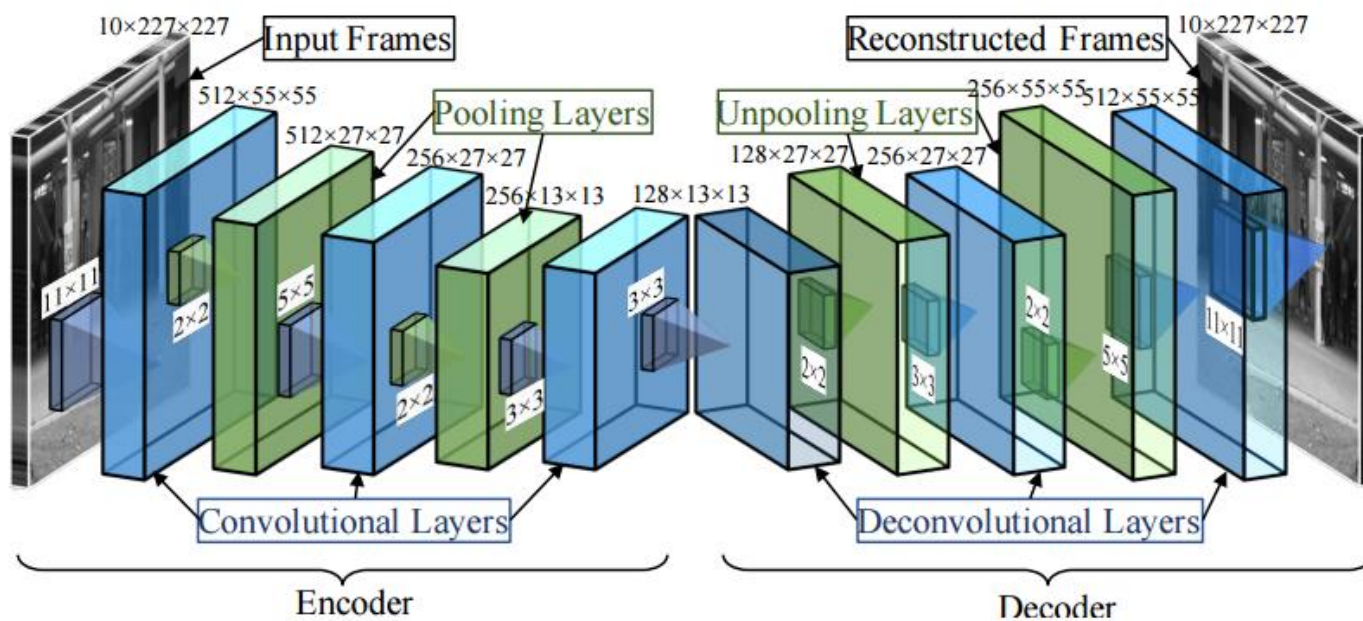 10×227×227
Input Frames
512×55×55
512×27×27
Pooling Layers
256×27×27
256×13×13
128×13×13
11×11
2×2
5×5
2×2
3×3
3×3
Convolutional Layers
Encoder
10×227×227
Reconstructed Frames
256×55×55
512×55×55
Unpooling Layers
128×27×27
256×27×27
2×2
3×3
2×2
5×5
11×11
Deconvolutional Layers
Decoder